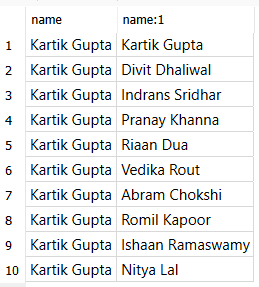 name name:1
1 Kartik Gupta Kartik Gupta
2 Kartik Gupta Divit Dhaliwal
3 Kartik Gupta Indrans Sridhar
4 Kartik Gupta Pranay Khanna
5 Kartik Gupta Riaan Dua
6 Kartik Gupta Vedika Rout
7 Kartik Gupta Abram Chokshi
8 Kartik Gupta Romil Kapoor
9 Kartik Gupta Ishaan Ramaswamy
10 Kartik Gupta Nitya Lal